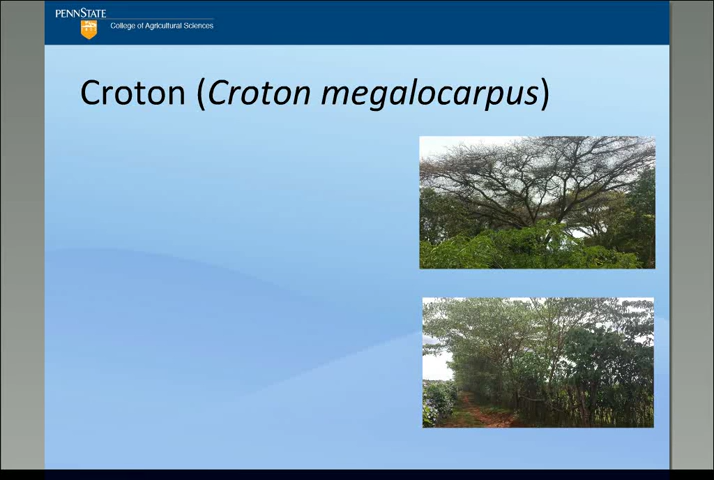 PENNSTATE
College of Agricultural Sciences
Croton (Croton megalocarpus)